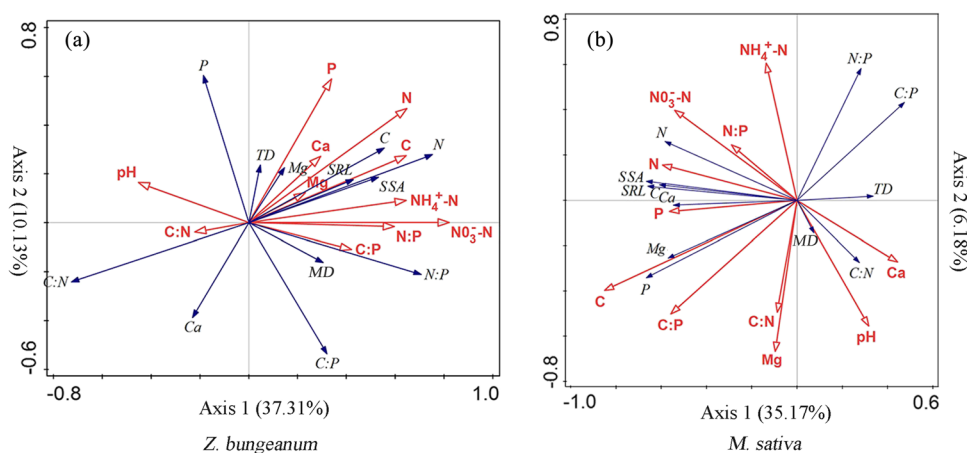 0.8
(a)
P
P
N
TD
Ca
C
N
Mg
SRL
Mg
SSA
pH
NH₄⁺-N
C:N
N:P
N0₃⁻-N
C:P
MD
N:P
C:N
Ca
C:P
-0.9
-0.8
1.0
Axis 1 (37.31%)
Axis 2 (10.13%)
Z. bungeanum
0.8
(b)
NH₄⁺-N
N:P
C:P
N0₃⁻-N
N
N:P
N
SSA
SRL
C
Ca
TD
P
MD
Mg
C:N
Ca
P
C
C:P
C:N
pH
Mg
-0.8
-1.0
0.6
Axis 1 (35.17%)
Axis 2 (6.18%)
M. sativa